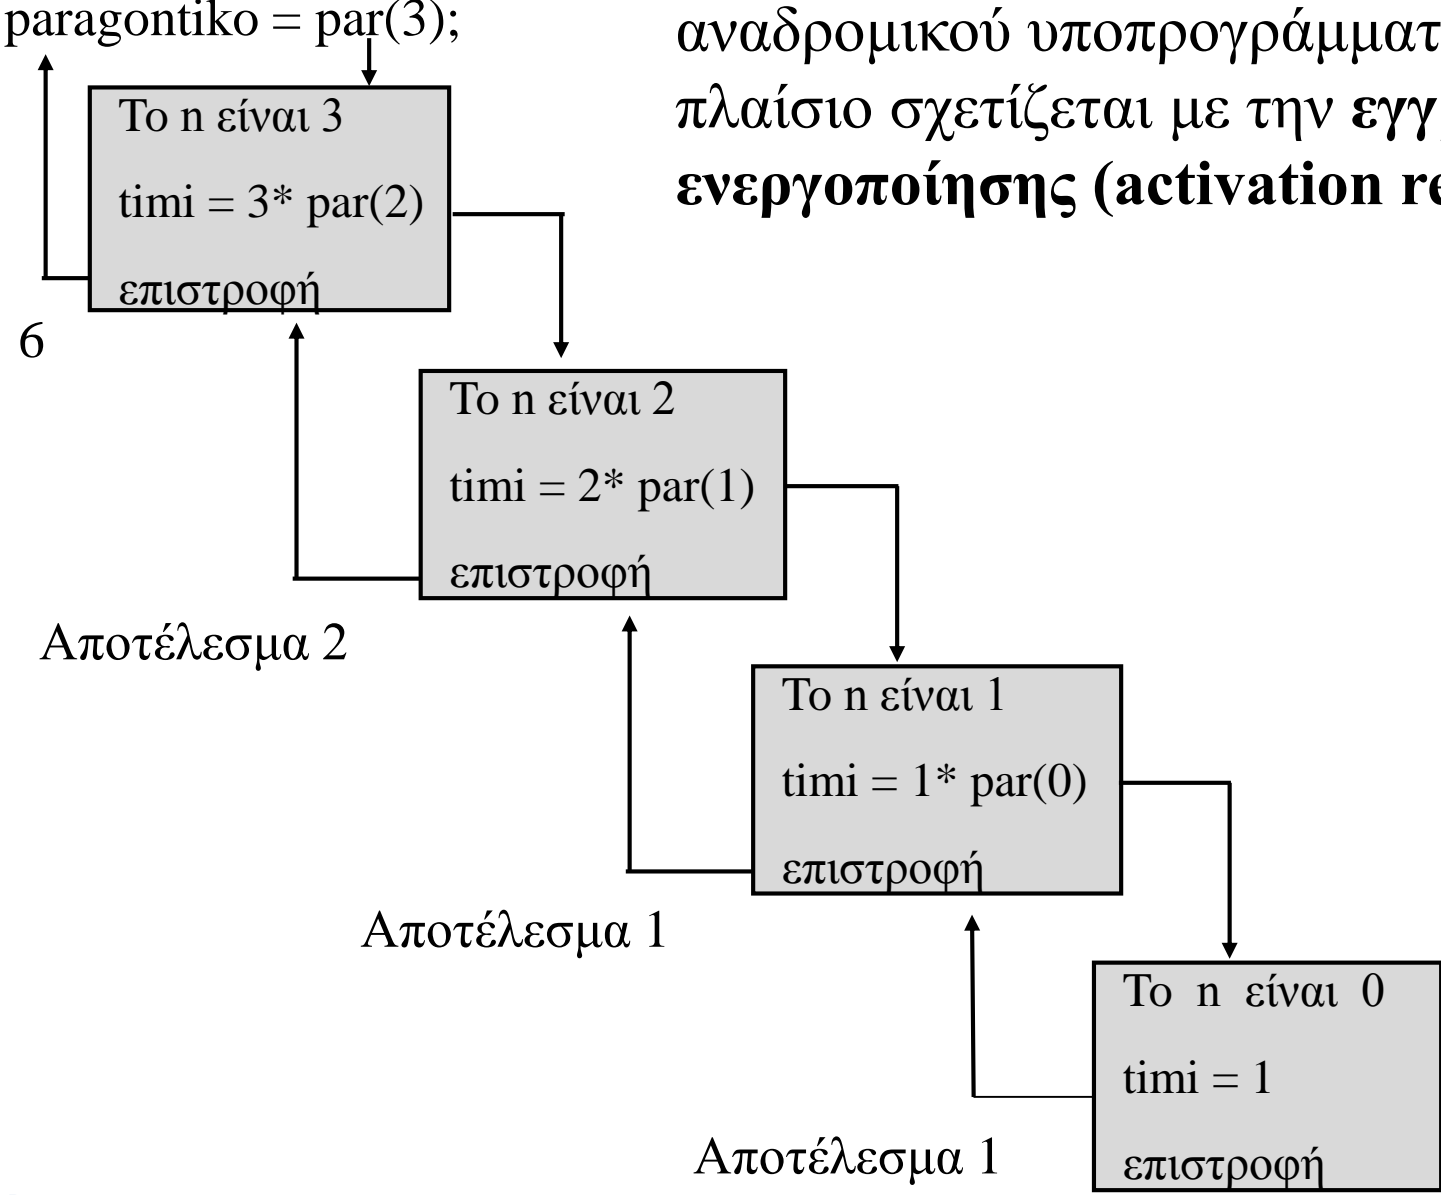 paragontiko = par(3);
αναδρομικού υποπρογράμματ
πλαίσιο σχετίζεται με την εγγ
ενεργοποίησης (activation re
Το n είναι 3
timi = 3* par(2)
επιστροφή
6
Το n είναι 2
timi = 2* par(1)
επιστροφή
Αποτέλεσμα 2
Το n είναι 1
timi = 1* par(0)
επιστροφή
Αποτέλεσμα 1
Το n είναι 0
timi = 1
επιστροφή
Αποτέλεσμα 1